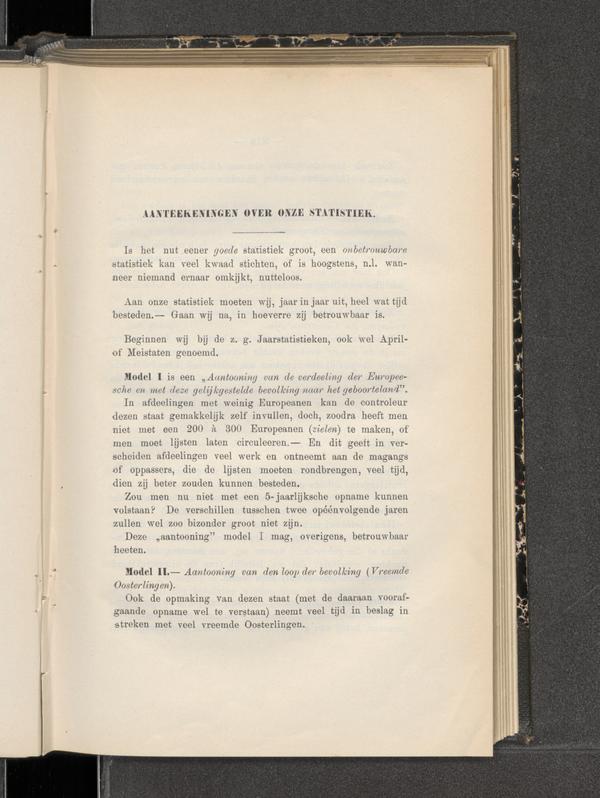 AANTEEKENINGEN OVER ONZE STATISTIEK.
Is het nut eener goede statistiek groot, een onbetrouwbare
statistiek kan veel kwaad stichten, of is hoogstens, n.l. wan-
neer niemand ernaar omkijkt, nutteloos.
Aan onze statistiek moeten wij, jaar in jaar uit, heel wat tijd
besteden.— Gaan wij na, in hoeverre zij betrouwbaar is.
Beginnen wij bij de z. g. Jaarstatistieken, ook wel April-
of Meistaten genoemd.
Model I is een „Aantooning van de verdeeling der Europee-
sche en met deze gelijkgestelde bevolking naar het geboorteland".
In afdeelingen met weinig Europeanen kan de controleur
dezen staat gemakkelijk zelf invullen, doch, zoodra heeft men
niet met een 200 à 300 Europeanen (zielen) te maken, of
men moet lijsten laten circuleeren.— En dit geeft in ver-
scheiden afdeelingen veel werk en ontneemt aan de magangs
of oppassers, die de lijsten moeten rondbrengen, veel tijd,
dien zij beter zouden kunnen besteden.
Zou men nu niet met een 5-jaarlijksche opname kunnen
volstaan? De verschillen tusschen twee opéénvolgende jaren
zullen wel zoo bizonder groot niet zijn.
Deze „aantooning" model I mag, overigens, betrouwbaar
heeten.
Model II.— Aantooning van den loop der bevolking (Vreemde
Oosterlingen).
Ook de opmaking van dezen staat (met de daaraan vooraf-
gaande opname wel te verstaan) neemt veel tijd in beslag in
streken met veel vreemde Oosterlingen.